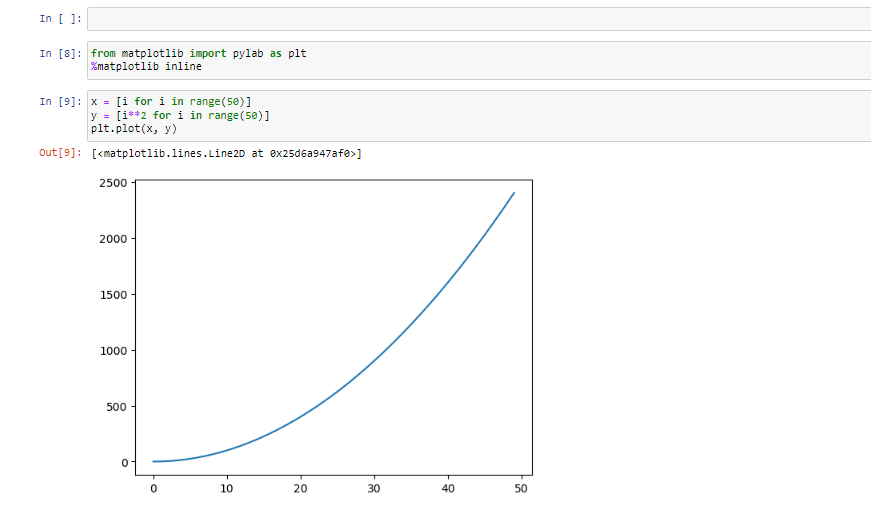 In [ ]:
In [8]: from matplotlib import pylab as plt
%matplotlib inline
In [9]: x = [i for i in range(50)]
y = [i**2 for i in range(50)]
plt.plot(x, y)
Out[9]: [<matplotlib.lines.Line2D at 0x25d6a947af0>]
2500
2000
1500
1000
500
0
0 10 20 30 40 50